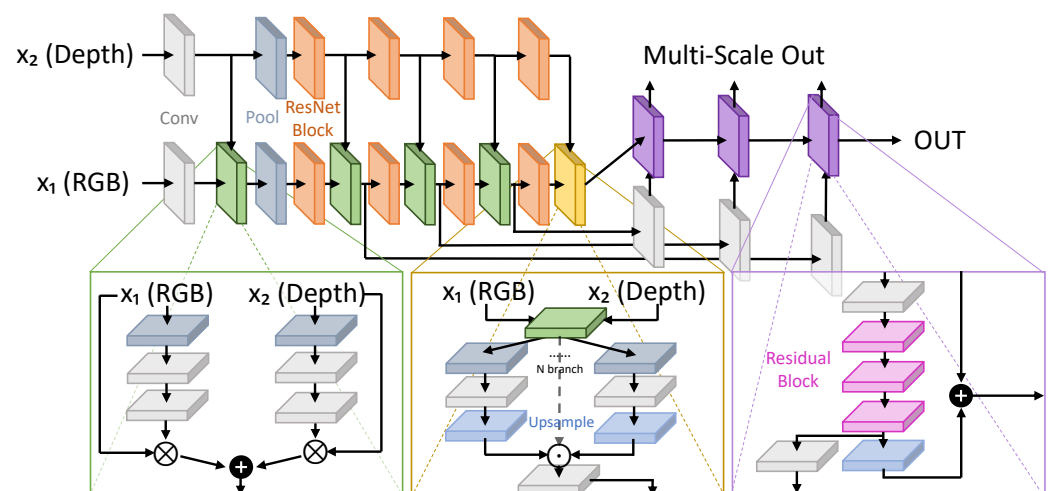 x₂ (Depth)
Multi-Scale Out
Conv
Pool
ResNet
Block
OUT
x₁ (RGB)
x₁ (RGB)
x₂ (Depth)
x₁ (RGB)
x₂ (Depth)
......
N branch
Upsample
Residual
Block